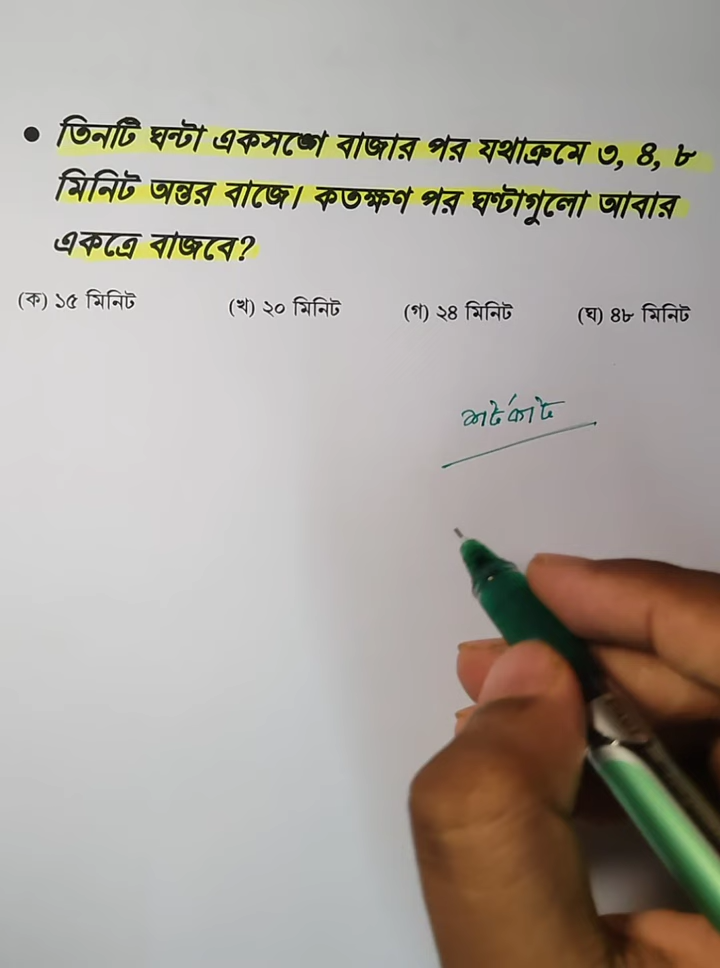 • তিনটি ঘন্টা একসঙ্গে বাজার পর যথাক্রমে ৩, ৪, ৮
মিনিট অন্তর বাজে। কতক্ষণ পর ঘণ্টাগুলো আবার
একত্রে বাজবে?
(ক) ১৫ মিনিট (খ) ২০ মিনিট (গ) ২৪ মিনিট (ঘ) ৪৮ মিনিট
শর্টকাট